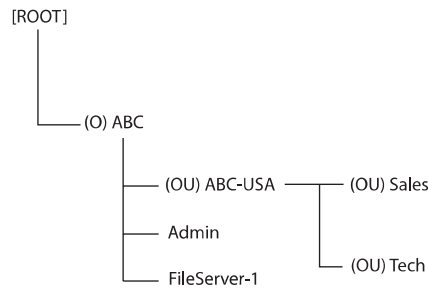 [ROOT]
(O) ABC
(OU) ABC-USA
(OU) Sales
Admin
(OU) Tech
FileServer-1